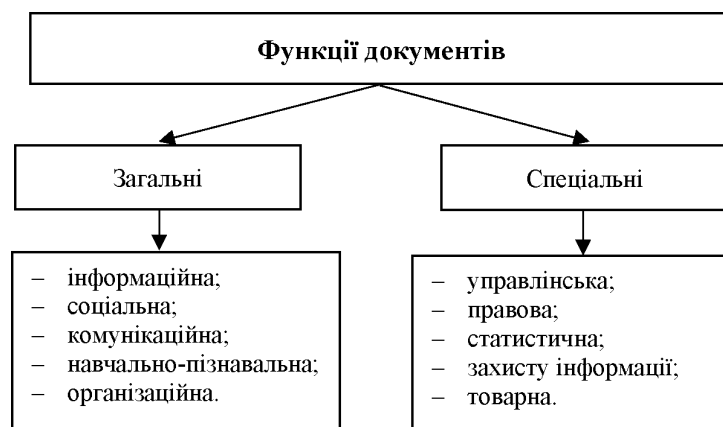 Функції документів
Загальні
Спеціальні
– інформаційна;
– соціальна;
– комунікаційна;
– навчально-пізнавальна;
– організаційна.
– управлінська;
– правова;
– статистична;
– захисту інформації;
– товарна.